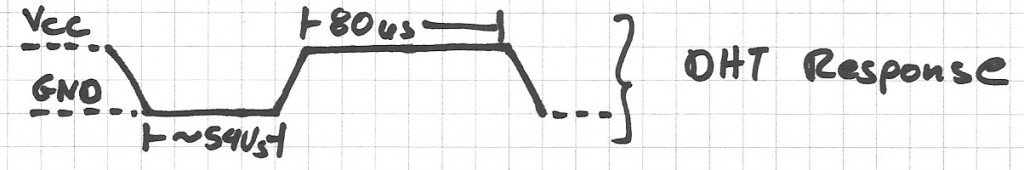 Vcc
80us
DHT Response
GND
~54us